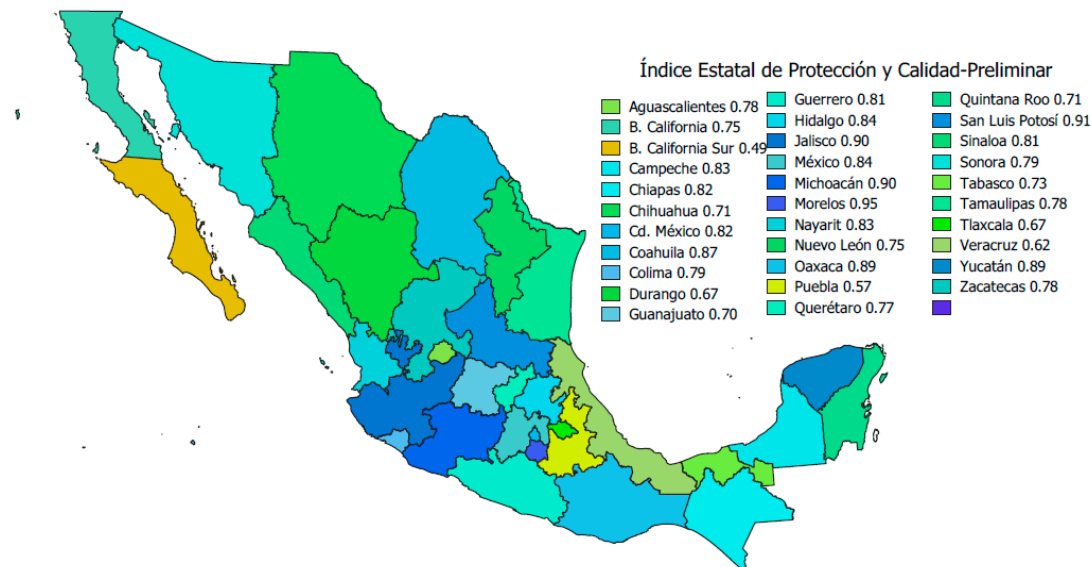 Índice Estatal de Protección y Calidad-Preliminar
Aguascalientes 0.78
B. California 0.75
B. California Sur 0.49
Campeche 0.83
Chiapas 0.82
Chihuahua 0.71
Cd. México 0.82
Coahuila 0.87
Colima 0.79
Durango 0.67
Guanajuato 0.70
Guerrero 0.81
Hidalgo 0.84
Jalisco 0.90
México 0.84
Michoacán 0.90
Morelos 0.95
Nayarit 0.83
Nuevo León 0.75
Oaxaca 0.89
Puebla 0.57
Querétaro 0.77
Quintana Roo 0.71
San Luis Potosí 0.91
Sinaloa 0.81
Sonora 0.79
Tabasco 0.73
Tamaulipas 0.78
Tlaxcala 0.67
Veracruz 0.62
Yucatán 0.89
Zacatecas 0.78